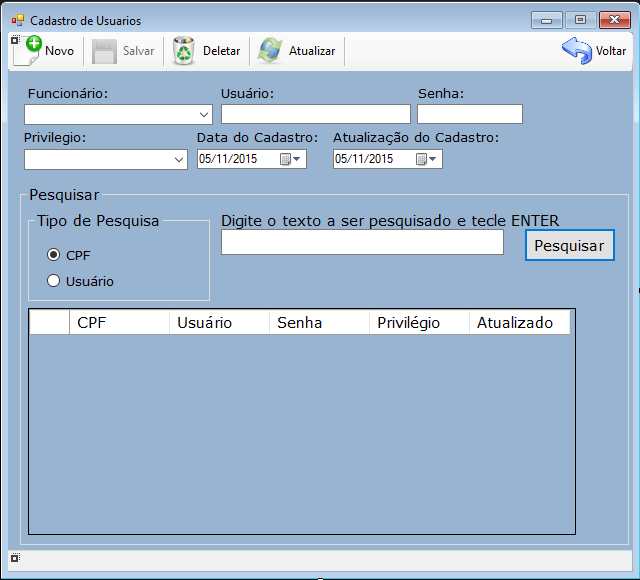 Cadastro de Usuarios
Novo Salvar Deletar Atualizar Voltar
Funcionário: Usuário: Senha:
Privilegio: Data do Cadastro: Atualização do Cadastro:
05/11/2015 05/11/2015
Pesquisar
Tipo de Pesquisa Digite o texto a ser pesquisado e tecle ENTER
Pesquisar
CPF
Usuário
CPF Usuário Senha Privilégio Atualizado